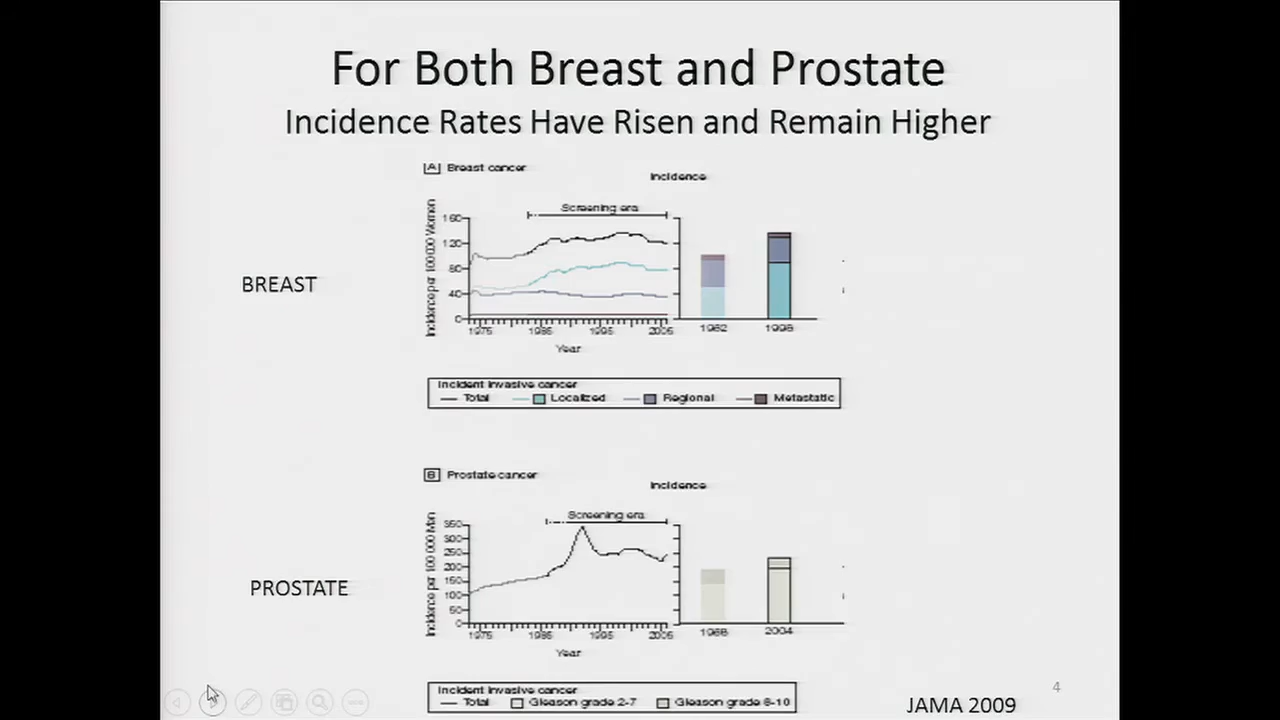 For Both Breast and Prostate
Incidence Rates Have Risen and Remain Higher
A Breast cancer
Incidence
Incidence per 100 000 Women
Screening era
160
120
80
40
0
1975
1985
1995
2005
Year
1982
1998
BREAST
Incident invasive cancer
Total Localized Regional Metastatic
B Prostate cancer
Incidence
Incidence per 100 000 Men
Screening era
350
300
250
200
150
100
50
0
1975
1985
1995
2005
Year
1988
2004
PROSTATE
Incident invasive cancer
Total Gleason grade 2-7 Gleason grade 8-10
4
JAMA 2009